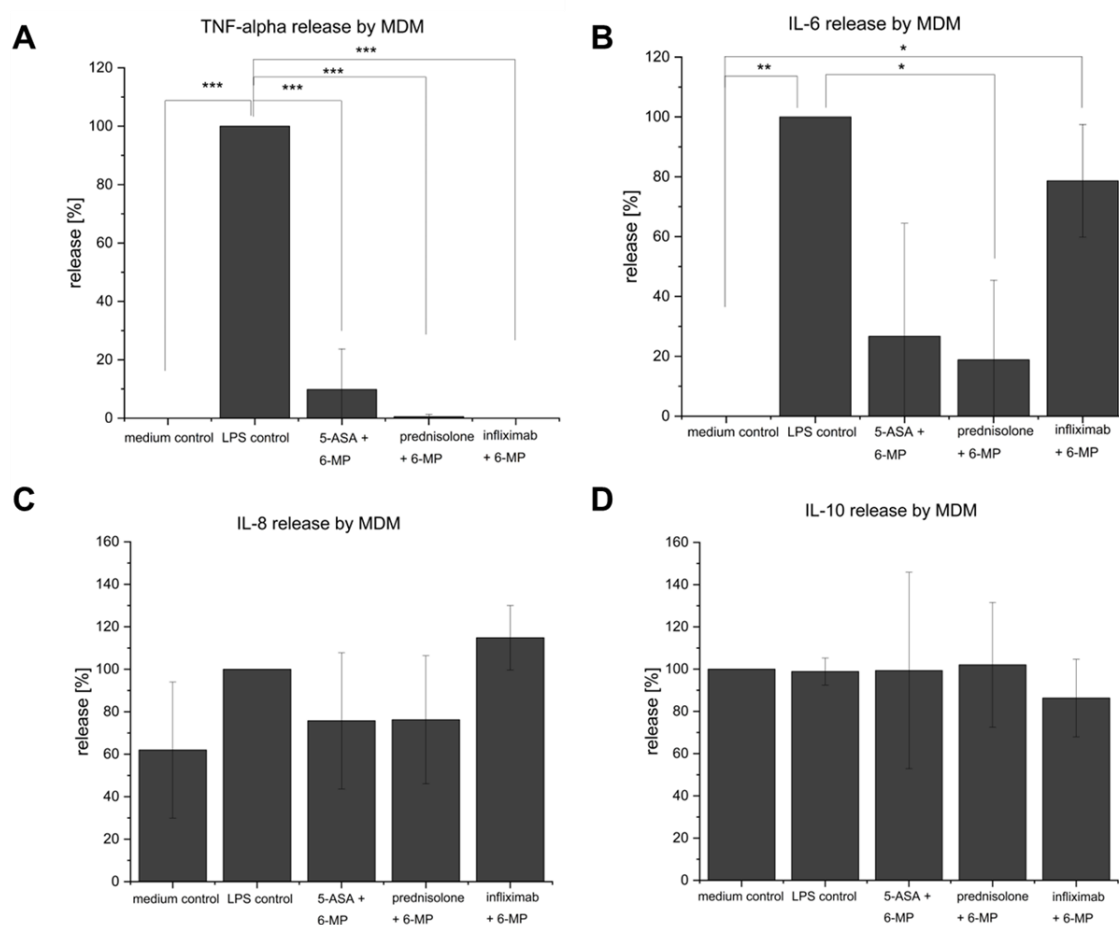 A
TNF-alpha release by MDM
***
***
***
***
120
100
80
60
40
20
0
release [%]
medium control
LPS control
5-ASA +
6-MP
prednisolone
+ 6-MP
infliximab
+ 6-MP
B
IL-6 release by MDM
*
**
*
120
100
80
60
40
20
0
release [%]
medium control
LPS control
5-ASA +
6-MP
prednisolone
+ 6-MP
infliximab
+ 6-MP
C
IL-8 release by MDM
160
140
120
100
80
60
40
20
0
release [%]
medium control
LPS control
5-ASA +
6-MP
prednisolone
+ 6-MP
infliximab
+ 6-MP
D
IL-10 release by MDM
160
140
120
100
80
60
40
20
0
release [%]
medium control
LPS control
5-ASA +
6-MP
prednisolone
+ 6-MP
infliximab
+ 6-MP